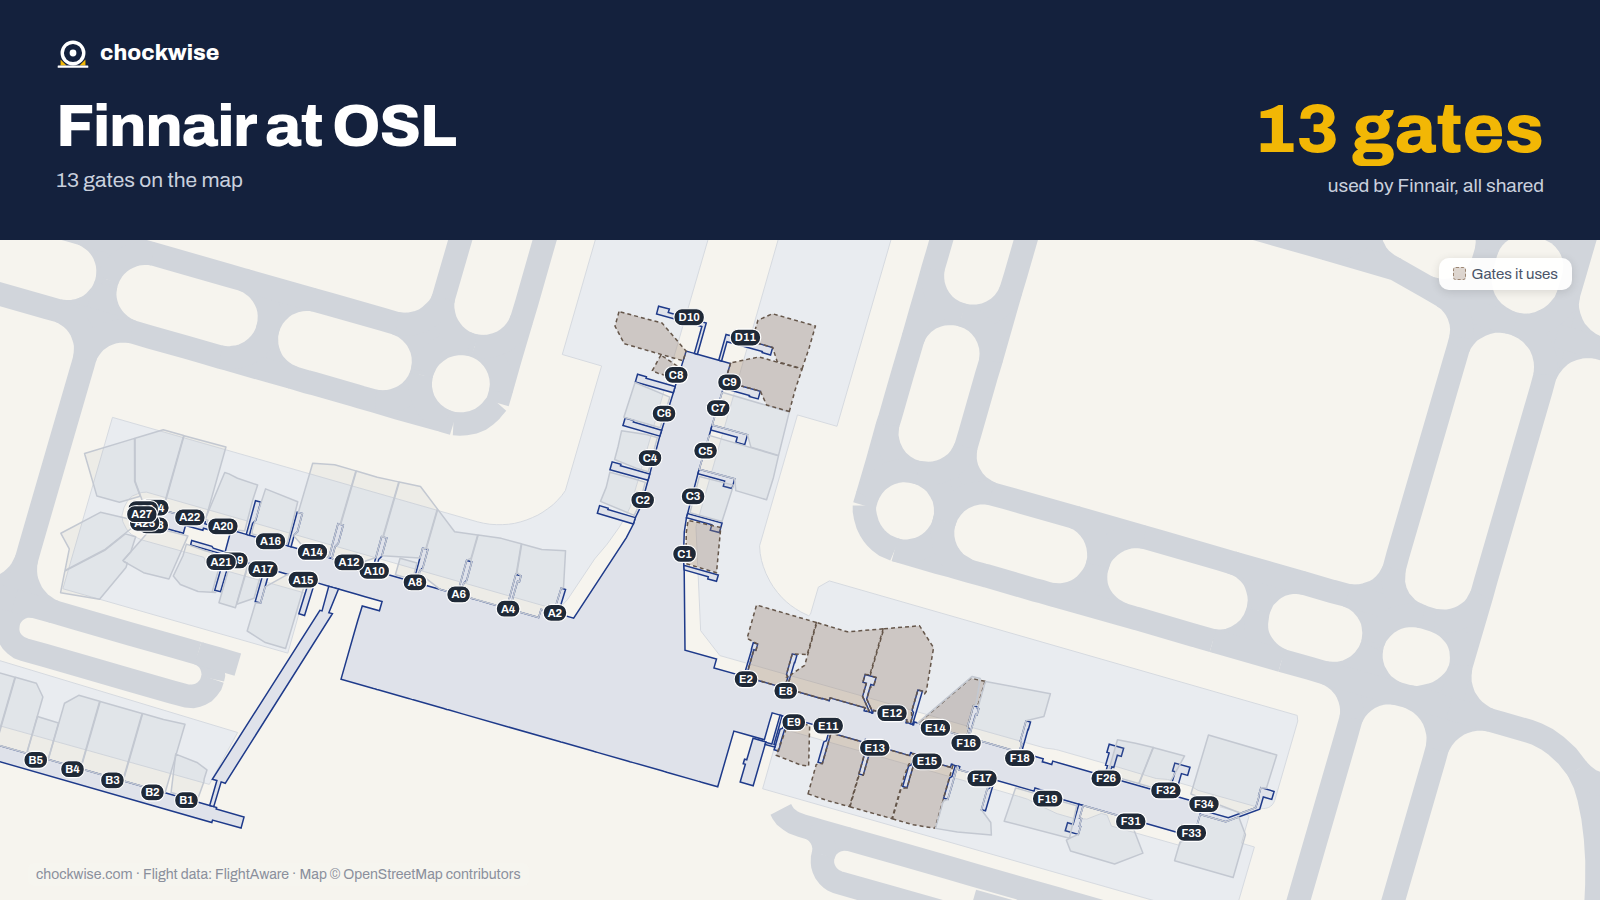 chockwise
Finnair at OSL
13 gates on the map
13 gates
used by Finnair, all shared
Gates it uses
D10
D11
C8
C9
C6
C7
C4
C5
C2
C3
C1
A27
A22
A20
A16
A14
A12
A10
A21
A17
A15
A8
A6
A4
A2
E2
E8
E12
E14
F16
F18
E9
E11
E13
E15
F17
F19
F26
F32
F34
F31
F33
B5
B4
B3
B2
B1
chockwise.com · Flight data: FlightAware · Map © OpenStreetMap contributors